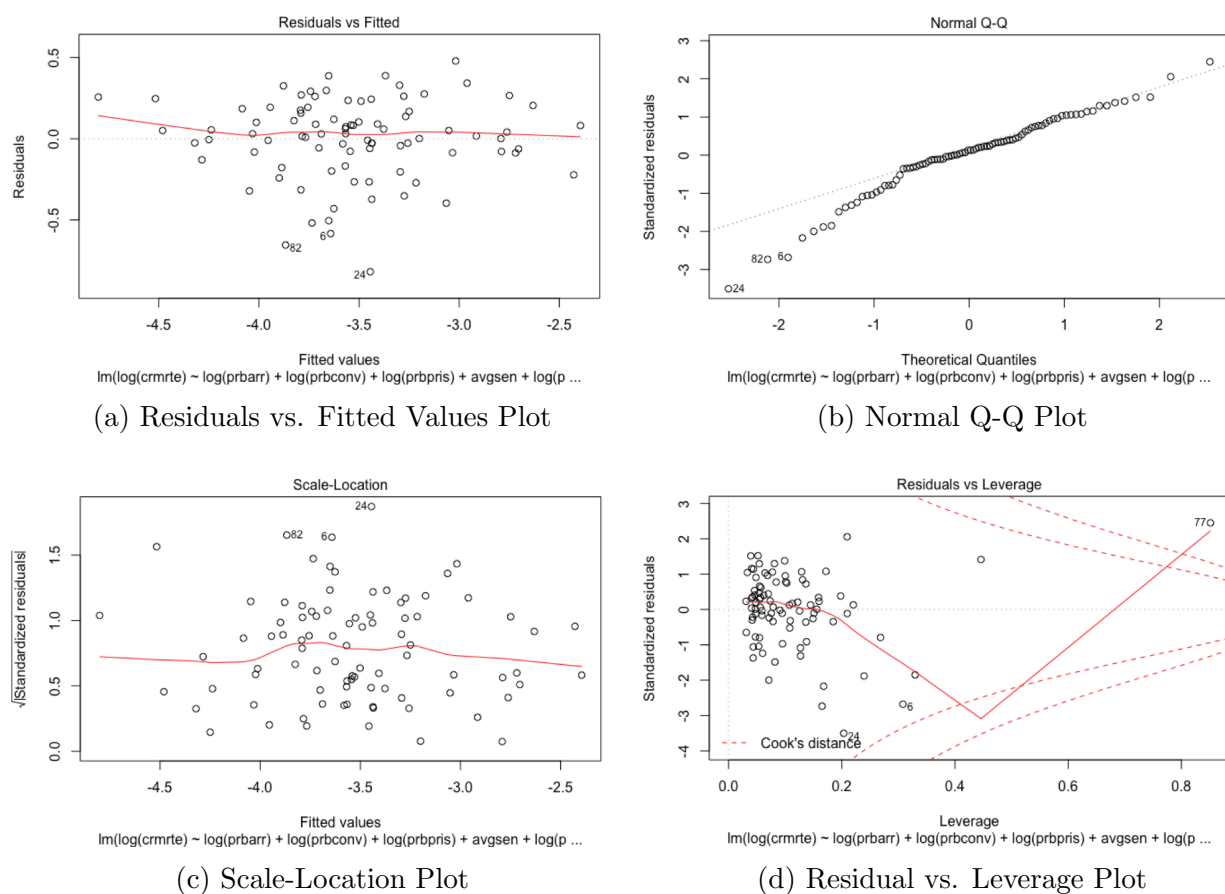 Residuals vs Fitted
Residuals
0.5
0.0
-0.5
82
6
24
-4.5 -4.0 -3.5 -3.0 -2.5
Fitted values
lm(log(crmrte) ~ log(prbarr) + log(prbconv) + log(prbpris) + avgsen + log(p ...
(a) Residuals vs. Fitted Values Plot
Normal Q-Q
Standardized residuals
3
2
1
0
-1
-2
-3
82
6
24
-2 -1 0 1 2
Theoretical Quantiles
lm(log(crmrte) ~ log(prbarr) + log(prbconv) + log(prbpris) + avgsen + log(p ...
(b) Normal Q-Q Plot
Scale-Location
√|Standardized residuals|
1.5
1.0
0.5
0.0
24
82
6
-4.5 -4.0 -3.5 -3.0 -2.5
Fitted values
lm(log(crmrte) ~ log(prbarr) + log(prbconv) + log(prbpris) + avgsen + log(p ...
(c) Scale-Location Plot
Residuals vs Leverage
Standardized residuals
3
2
1
0
-1
-2
-3
-4
77
6
24
Cook's distance
0.0 0.2 0.4 0.6 0.8
Leverage
lm(log(crmrte) ~ log(prbarr) + log(prbconv) + log(prbpris) + avgsen + log(p ...
(d) Residual vs. Leverage Plot